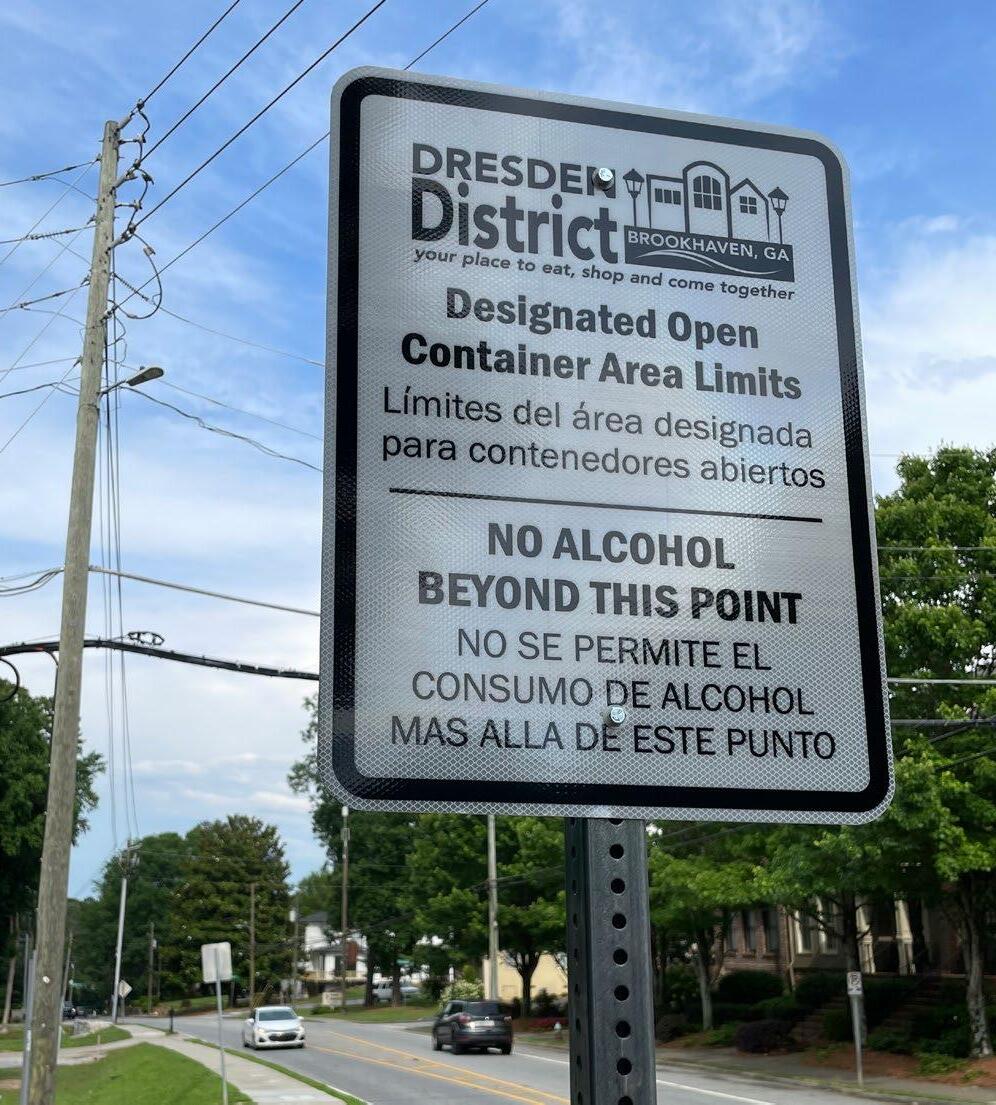 DRESDEN
District
BROOKHAVEN, GA
your place to eat, shop and come together
Designated Open
Container Area Limits
Límites del área designada
para contenedores abiertos
NO ALCOHOL
BEYOND THIS POINT
NO SE PERMITE EL
CONSUMO DE ALCOHOL
MAS ALLA DE ESTE PUNTO